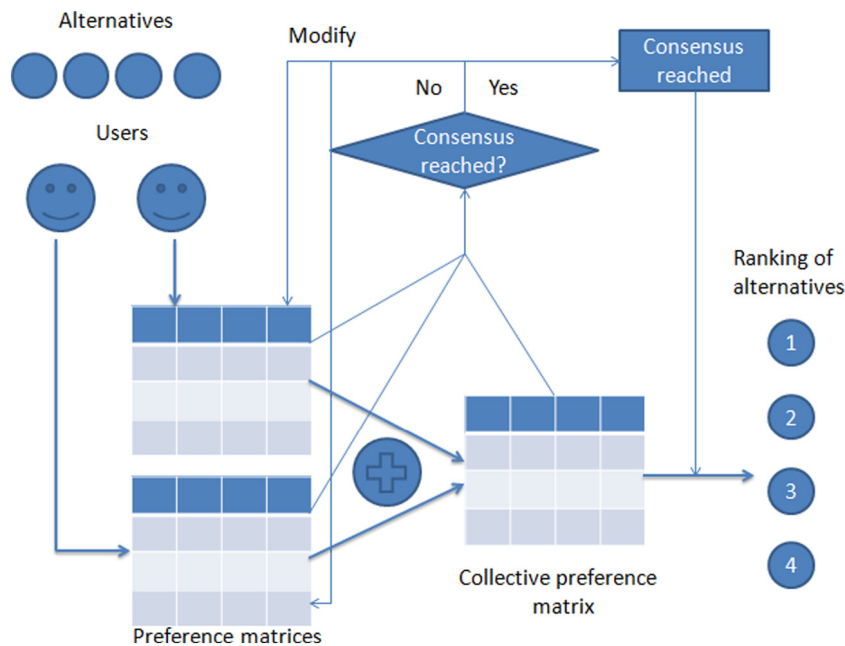 Alternatives
Modify
Consensus
reached
No
Yes
Users
Consensus
reached?
Ranking of
alternatives
1
2
3
4
Collective preference
matrix
Preference matrices